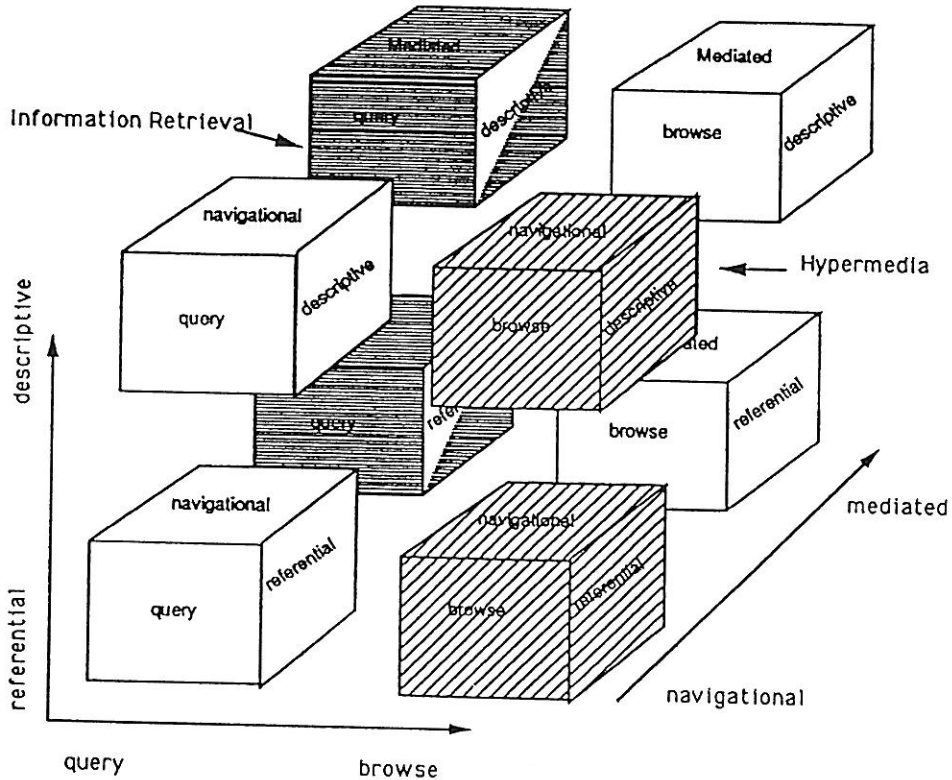 Mediated
query
descriptive
Mediated
browse
descriptive
Information Retrieval
navigational
query
descriptive
navigational
browse
descriptive
Hypermedia
query
browse
referential
navigational
query
referential
navigational
browse
referential
descriptive
referential
mediated
navigational
query
browse